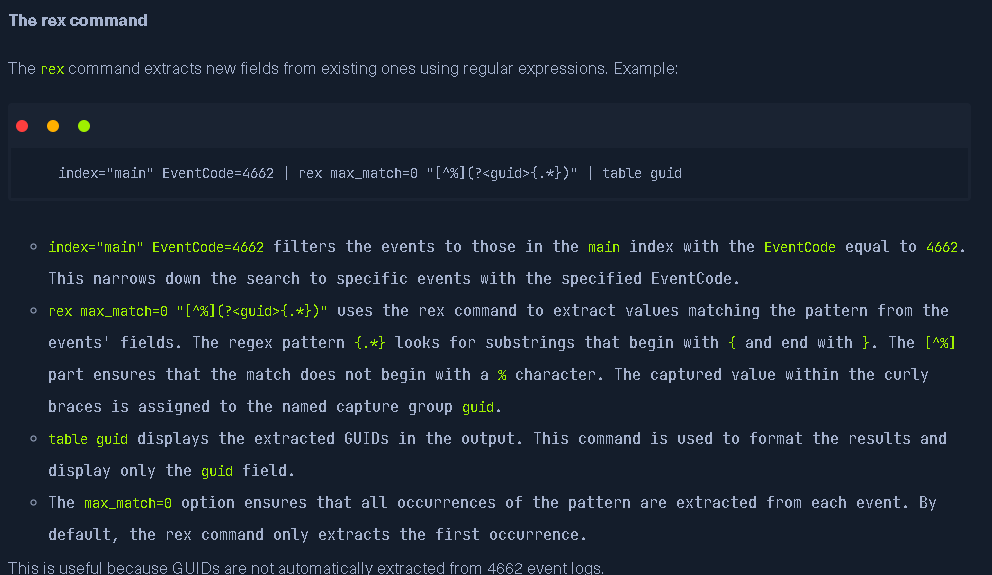 The rex command
The rex command extracts new fields from existing ones using regular expressions. Example:
index="main" EventCode=4662 | rex max_match=0 "[^%](?<guid>{.*})" | table guid
index="main" EventCode=4662 filters the events to those in the main index with the EventCode equal to 4662.
This narrows down the search to specific events with the specified EventCode.
rex max_match=0 "[^%](?<guid>{.*})" uses the rex command to extract values matching the pattern from the
events' fields. The regex pattern {.*} looks for substrings that begin with { and end with }. The [^%]
part ensures that the match does not begin with a % character. The captured value within the curly
braces is assigned to the named capture group guid.
table guid displays the extracted GUIDs in the output. This command is used to format the results and
display only the guid field.
The max_match=0 option ensures that all occurrences of the pattern are extracted from each event. By
default, the rex command only extracts the first occurrence.
This is useful because GUIDs are not automatically extracted from 4662 event logs.